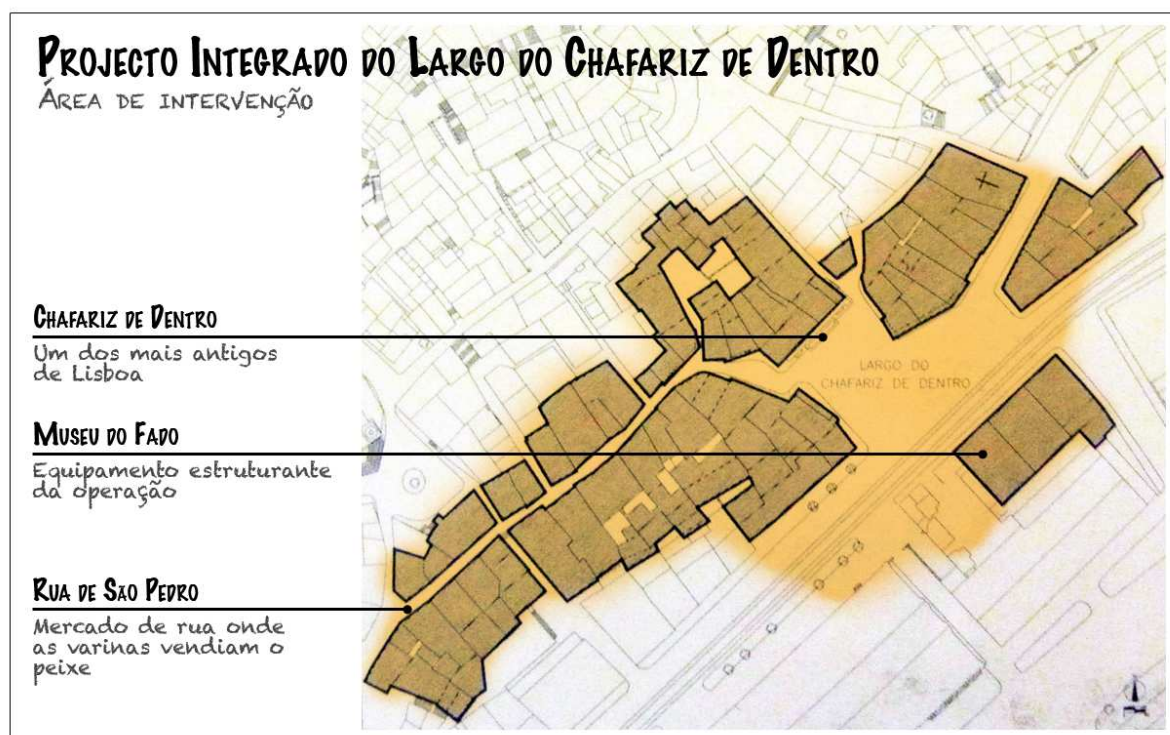 PROJECTO INTEGRADO DO LARGO DO CHAFARIZ DE DENTRO
ÁREA DE INTERVENÇÃO
CHAFARIZ DE DENTRO
Um dos mais antigos
de Lisboa
MUSEU DO FADO
Equipamento estruturante
da operação
RUA DE SÃO PEDRO
Mercado de rua onde
as varinas vendiam o
peixe
LARGO DO
CHAFARIZ DE DENTRO